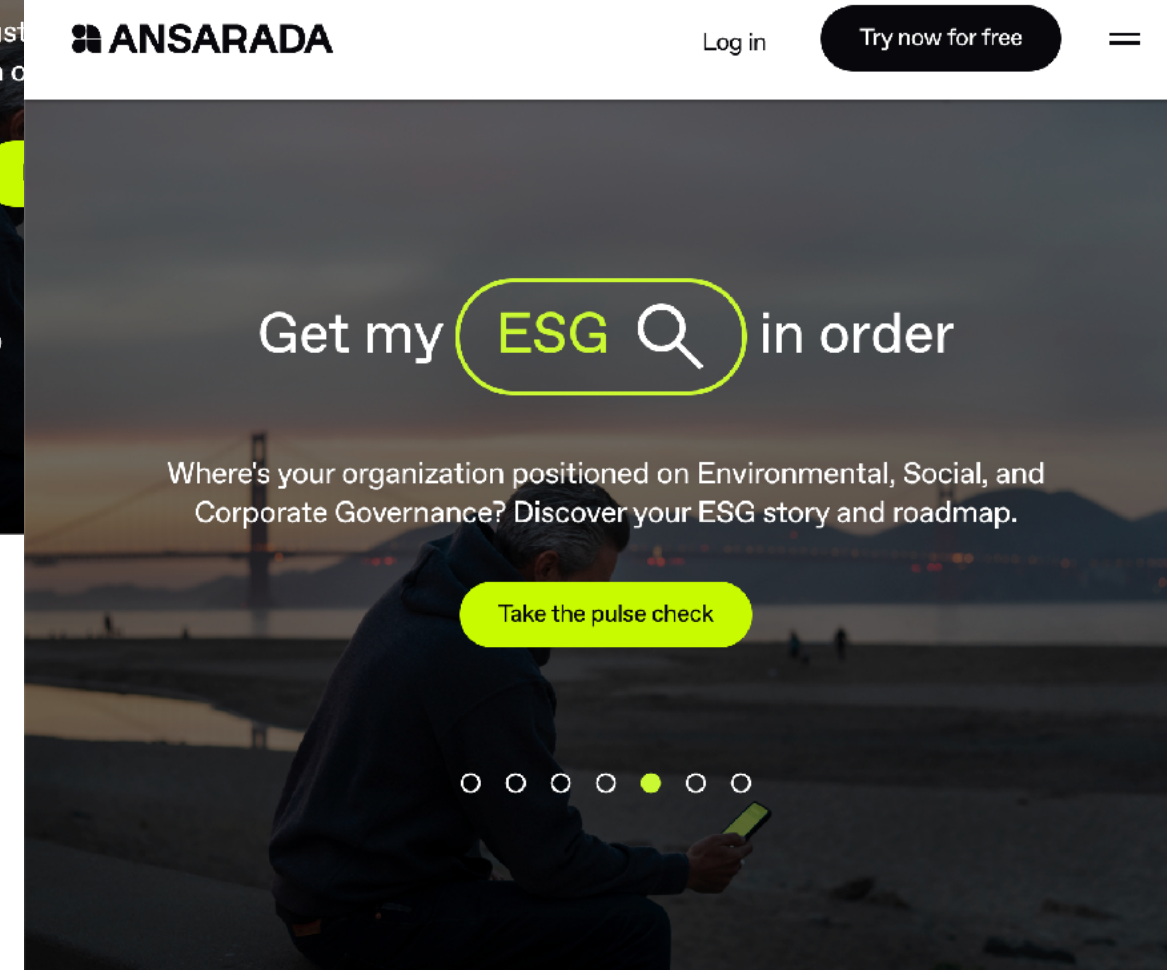 ANSARADA
Log in
Try now for free
Get my ESG in order
Where's your organization positioned on Environmental, Social, and
Corporate Governance? Discover your ESG story and roadmap.
Take the pulse check